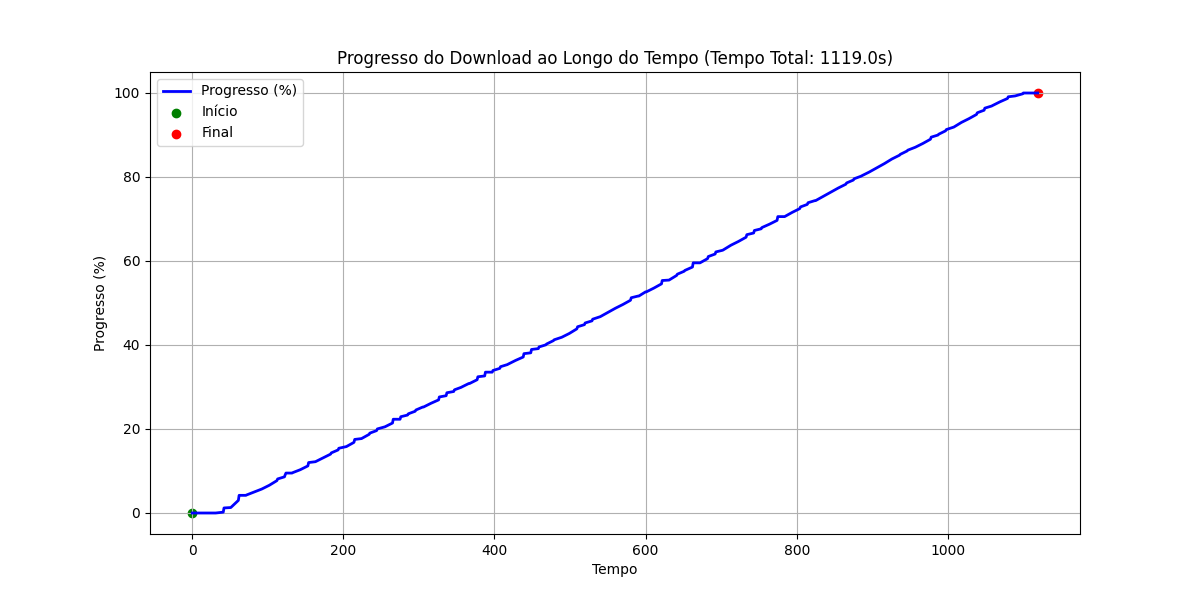 Progresso do Download ao Longo do Tempo (Tempo Total: 1119.0s)
Progresso (%)
Início
Final
100
80
60
40
20
0
Progresso (%)
0 200 400 600 800 1000
Tempo